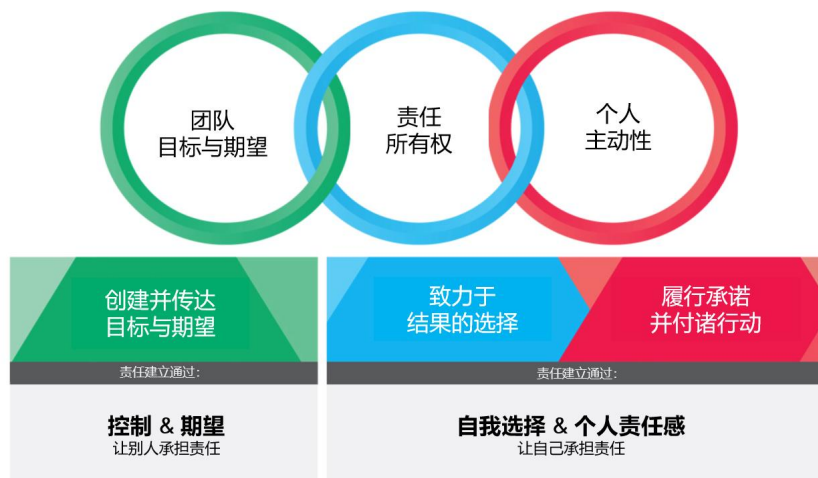 团队
目标与期望
责任
所有权
个人
主动性
创建并传达
目标与期望
致力于
结果的选择
履行承诺
并付诸行动
责任建立通过:
责任建立通过:
控制 & 期望
让别人承担责任
自我选择 & 个人责任感
让自己承担责任